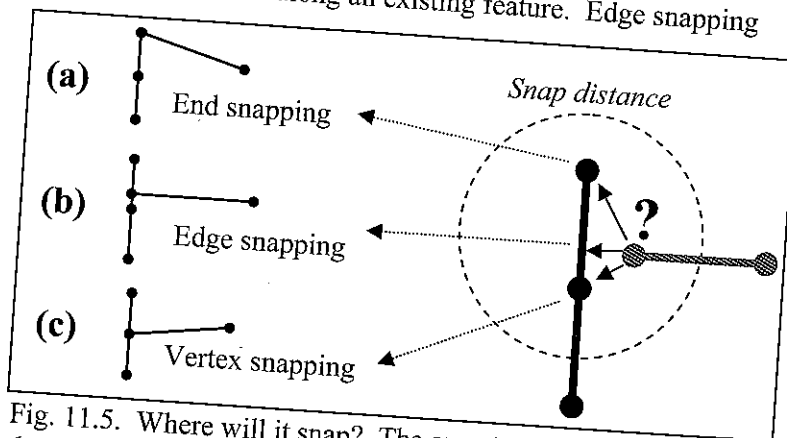 an existing feature. Edge snapping
(a)
End snapping
Snap distance
(b)
Edge snapping
?
(c)
Vertex snapping
Fig. 11.5. Where will it snap? The